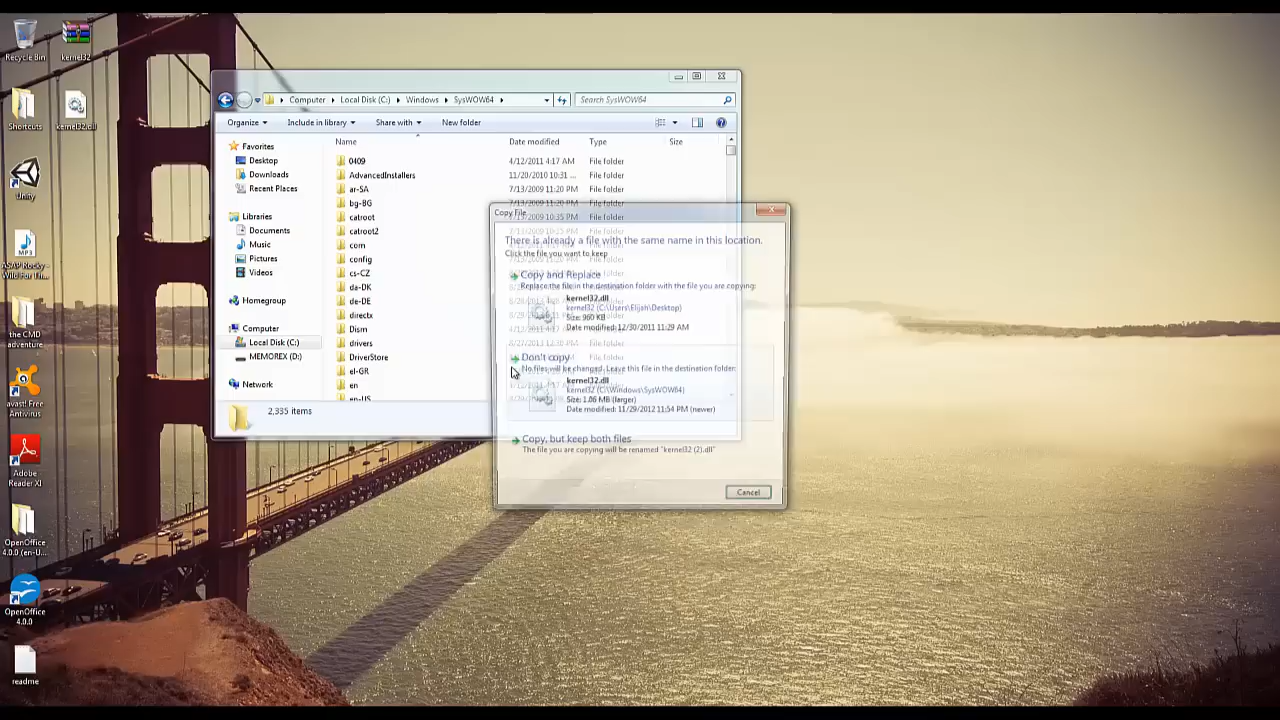 Recycle Bin
kernel32
Shortcuts
kernel32.dll
Unity
MP3
A$AP Rocky -
Wild For Th...
the CMD
adventure
avast! Free
Antivirus
Adobe
Reader XI
OpenOffice
4.0.0 (en-U...
OpenOffice
4.0.0
readme
Computer
Local Disk (C:)
Windows
SysWOW64
Search SysWOW64
Organize
Include in library
Share with
New folder
Name
Date modified
Type
Size
Favorites
Desktop
Downloads
Recent Places
Libraries
Documents
Music
Pictures
Videos
Homegroup
Computer
Local Disk (C:)
MEMOREX (D:)
Network
0409 4/12/2011 4:17 AM File folder
AdvancedInstallers 11/20/2010 10:31 ... File folder
ar-SA 7/13/2009 11:20 PM File folder
bg-BG 7/13/2009 11:20 PM File folder
catroot 7/13/2009 10:35 PM File folder
catroot2
com
config
cs-CZ
da-DK
de-DE
directx
Dism
drivers
DriverStore
el-GR
en
en-US
2,335 items
Copy File
There is already a file with the same name in this location.
Click the file you want to keep
Copy and Replace
Replace the file in the destination folder with the file you are copying:
kernel32.dll
kernel32 (C:\Users\Elijah\Desktop)
Size: 960 KB
Date modified: 12/30/2011 11:29 AM
Don't copy
No files will be changed. Leave this file in the destination folder:
kernel32.dll
kernel32 (C:\Windows\SysWOW64)
Size: 1.06 MB (larger)
Date modified: 11/29/2012 11:54 PM (newer)
Copy, but keep both files
The file you are copying will be renamed "kernel32 (2).dll"
Cancel